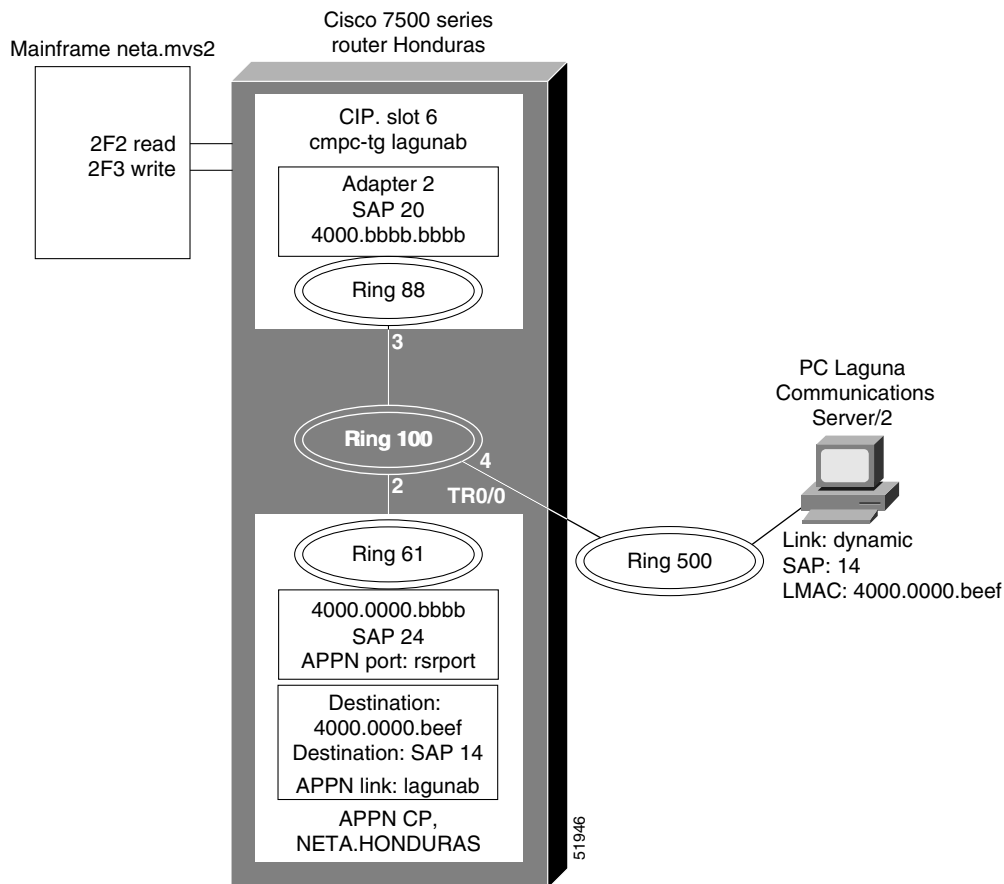 Cisco 7500 series
router Honduras
Mainframe neta.mvs2
2F2 read
2F3 write
CIP. slot 6
cmpc-tg lagunab
Adapter 2
SAP 20
4000.bbbb.bbbb
Ring 88
3
Ring 100
4
2
TR0/0
PC Laguna
Communications
Server/2
Link: dynamic
SAP: 14
LMAC: 4000.0000.beef
Ring 500
Ring 61
4000.0000.bbbb
SAP 24
APPN port: rsrport
Destination:
4000.0000.beef
Destination: SAP 14
APPN link: lagunab
APPN CP,
NETA.HONDURAS
51946